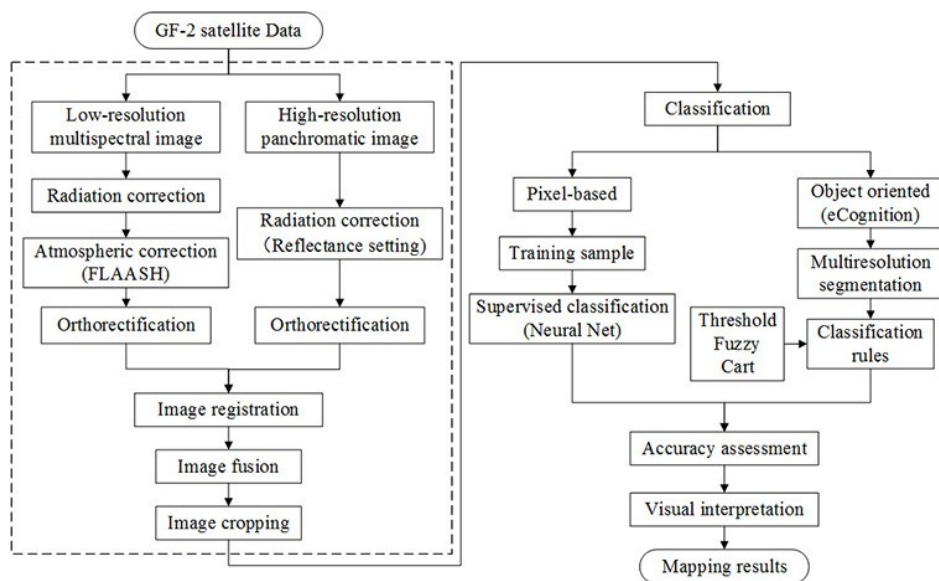 GF-2 satellite Data
Low-resolution
multispectral image
High-resolution
panchromatic image
Radiation correction
Radiation correction
（Reflectance setting)
Atmospheric correction
(FLAASH)
Orthorectification
Orthorectification
Image registration
Image fusion
Image cropping
Classification
Pixel-based
Training sample
Supervised classification
(Neural Net)
Object oriented
(eCognition)
Multiresolution
segmentation
Threshold
Fuzzy
Cart
Classification
rules
Accuracy assessment
Visual interpretation
Mapping results